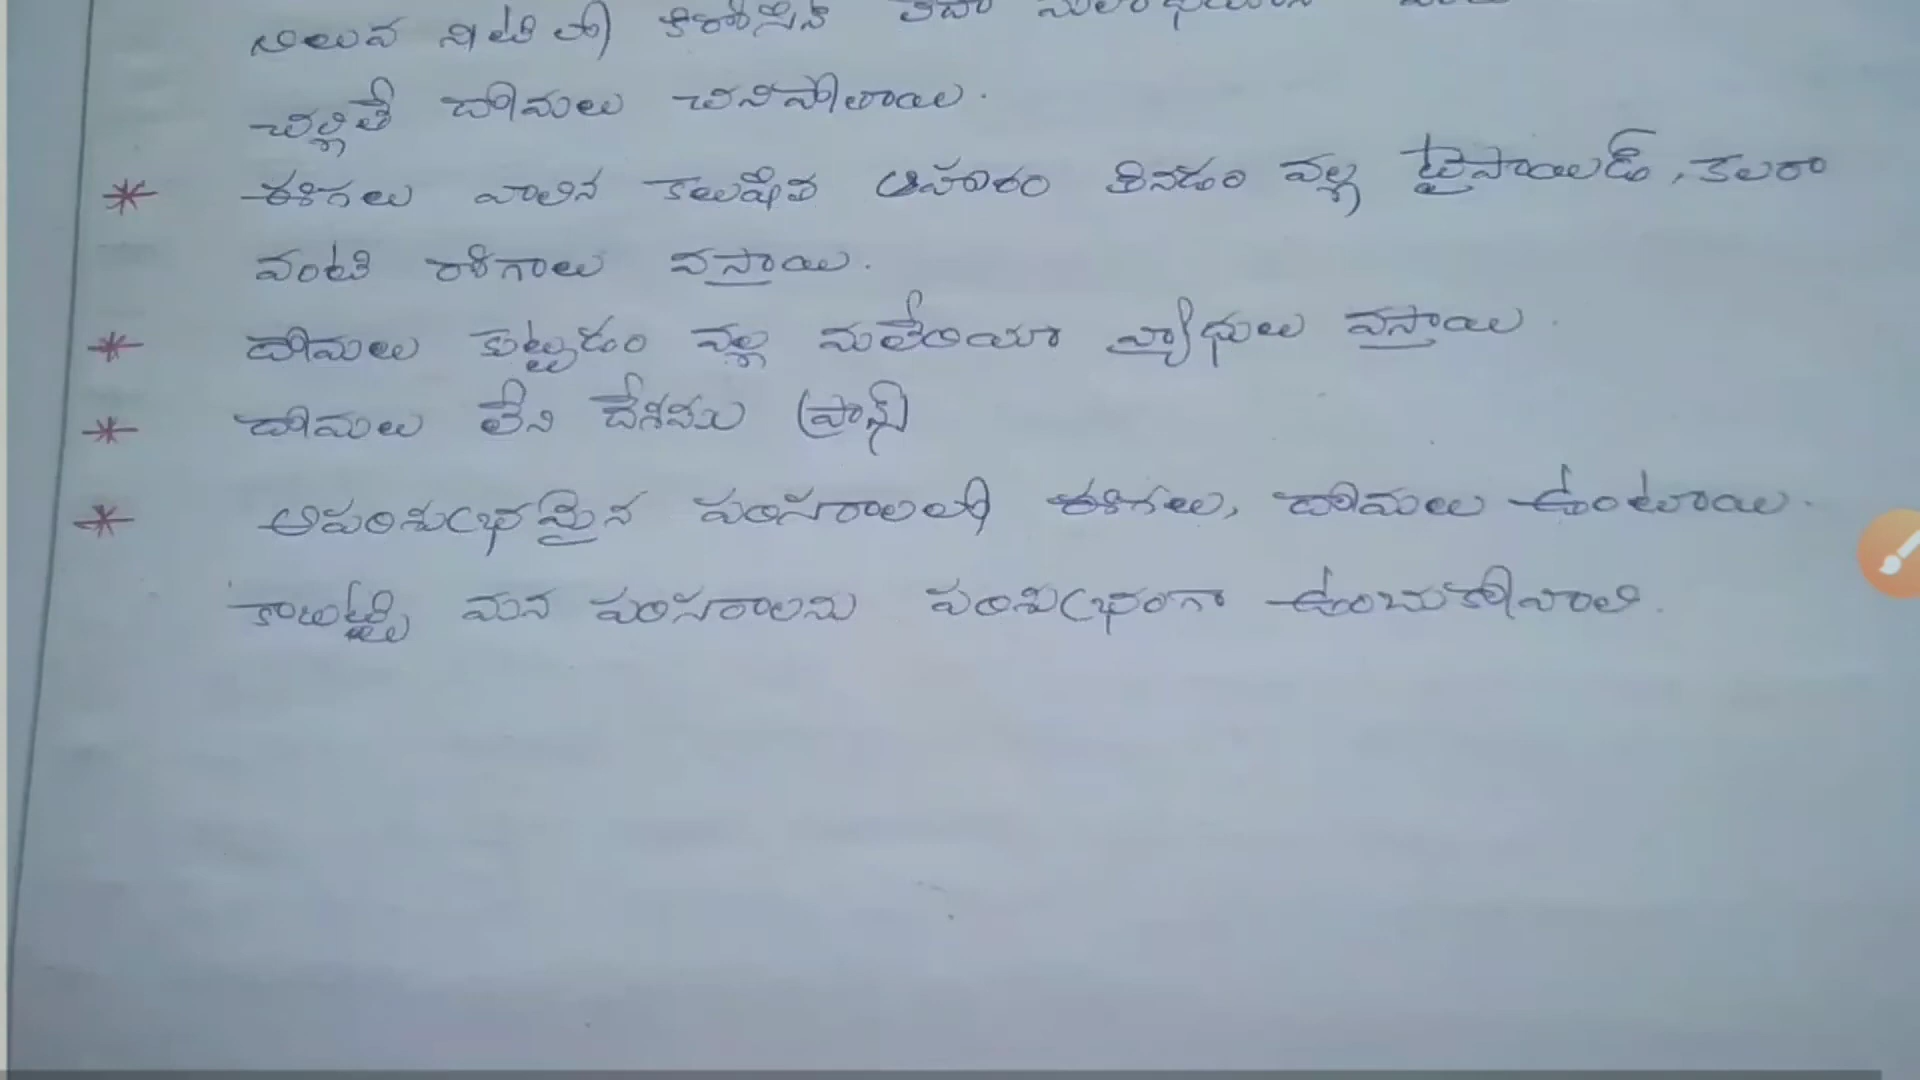 నిలువ నీటిలో కిరోసిన్ లేదా
చల్లితే దోమలు చనిపోతాయి.
* ఈగలు వాలిన కలుషిత ఆహారం తినడం వల్ల టైఫాయిడ్, కలరా
వంటి రోగాలు వస్తాయి.
* దోమలు కుట్టడం వల్ల మలేరియా వ్యాధులు వస్తాయి.
* దోమలు లేని దేశము ఫ్రాన్స్
* అపరిశుభ్రమైన పరిసరాలలో ఈగలు, దోమలు ఉంటాయి.
కాబట్టి మన పరిసరాలను పరిశుభ్రంగా ఉంచుకోవాలి.